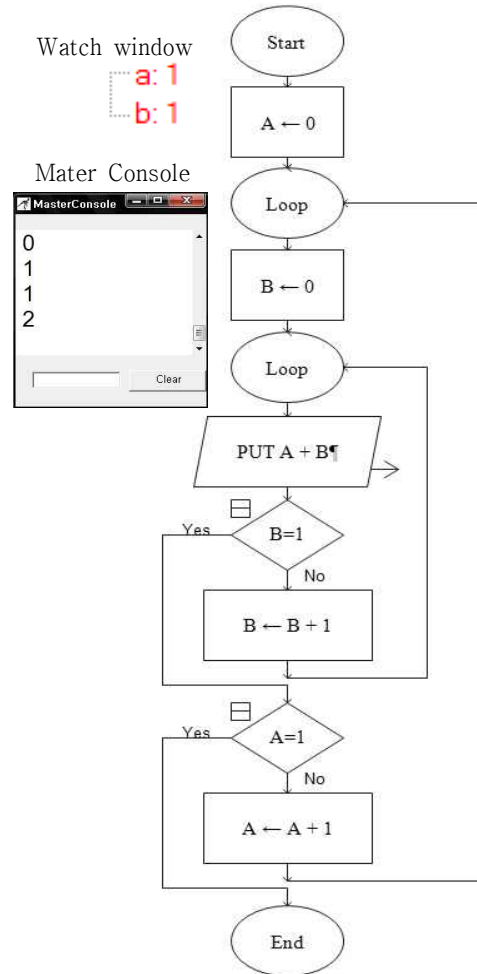 Watch window
a: 1
b: 1
Mater Console
MasterConsole
0
1
1
2
Clear
Start
A ← 0
Loop
B ← 0
Loop
PUT A + B¶
B=1
Yes
No
B ← B + 1
A=1
Yes
No
A ← A + 1
End